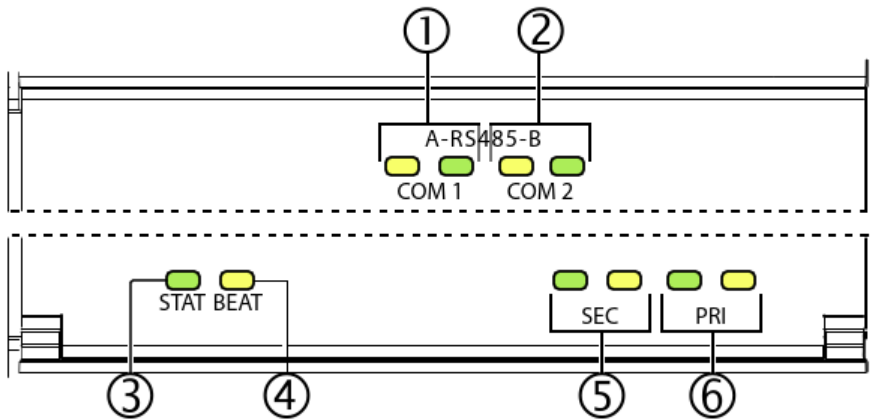 ① ②
A-RS485-B
COM 1 COM 2
STAT BEAT SEC PRI
③ ④ ⑤ ⑥